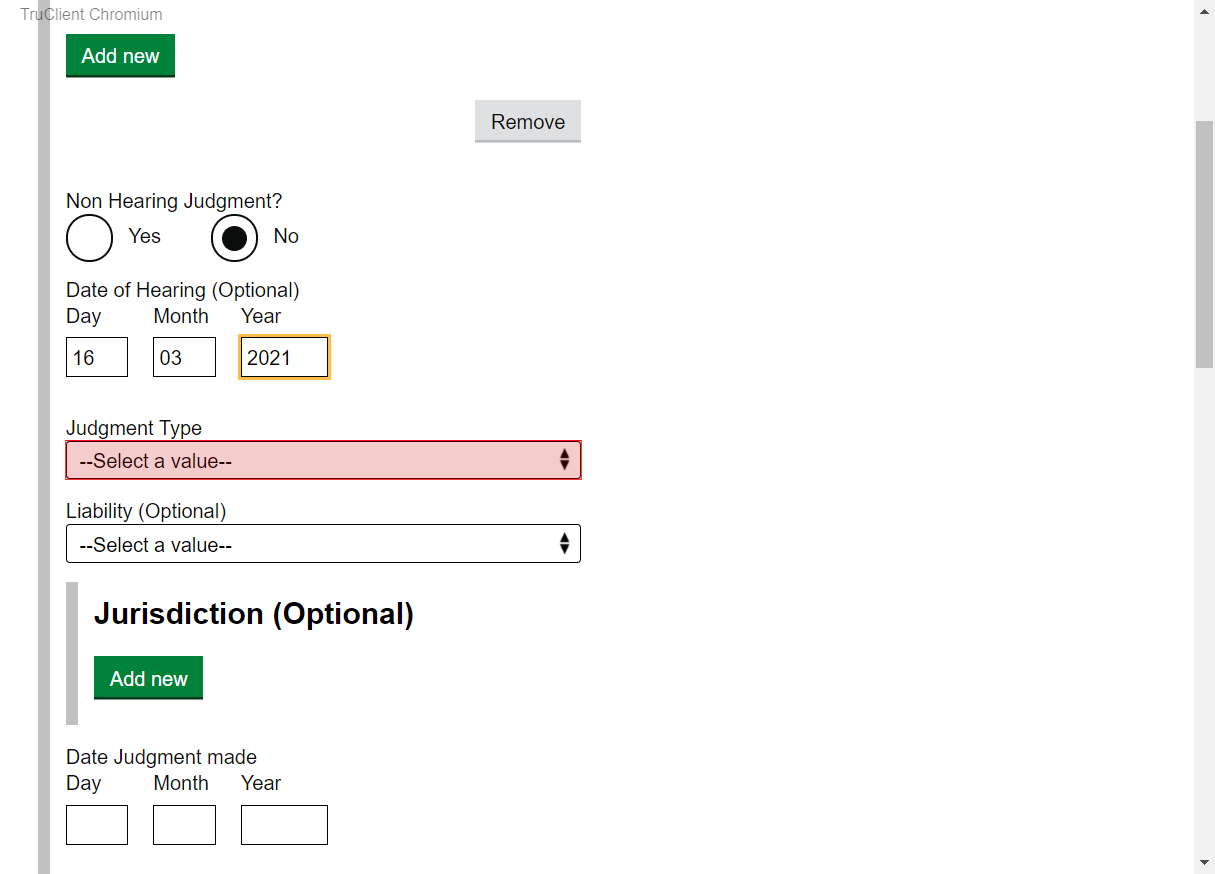 TruClient Chromium
Add new
Remove
Non Hearing Judgment?
Yes No
Date of Hearing (Optional)
Day Month Year
16 03 2021
Judgment Type
--Select a value--
Liability (Optional)
--Select a value--
Jurisdiction (Optional)
Add new
Date Judgment made
Day Month Year